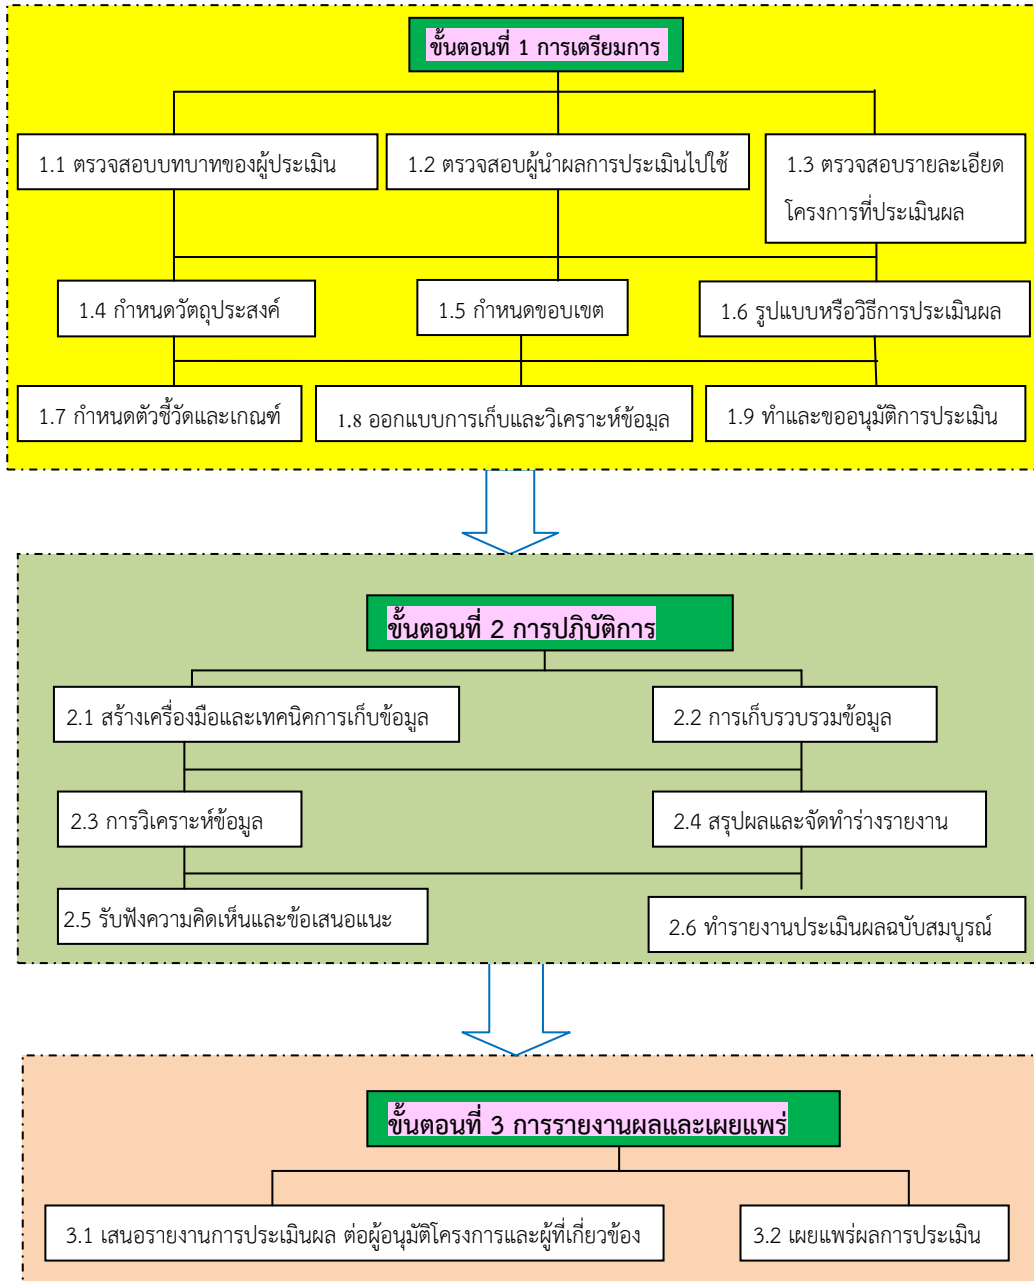 ขั้นตอนที่ 1 การเตรียมการ
1.1 ตรวจสอบบทบาทของผู้ประเมิน
1.2 ตรวจสอบผู้นำผลการประเมินไปใช้
1.3 ตรวจสอบรายละเอียด
โครงการที่ประเมินผล
1.4 กำหนดวัตถุประสงค์
1.5 กำหนดขอบเขต
1.6 รูปแบบหรือวิธีการประเมินผล
1.7 กำหนดตัวชี้วัดและเกณฑ์
1.8 ออกแบบการเก็บและวิเคราะห์ข้อมูล
1.9 ทำและขออนุมัติการประเมิน
ขั้นตอนที่ 2 การปฏิบัติการ
2.1 สร้างเครื่องมือและเทคนิคการเก็บข้อมูล
2.2 การเก็บรวบรวมข้อมูล
2.3 การวิเคราะห์ข้อมูล
2.4 สรุปผลและจัดทำร่างรายงาน
2.5 รับฟังความคิดเห็นและข้อเสนอแนะ
2.6 ทำรายงานประเมินผลฉบับสมบูรณ์
ขั้นตอนที่ 3 การรายงานผลและเผยแพร่
3.1 เสนอรายงานการประเมินผล ต่อผู้อนุมัติโครงการและผู้ที่เกี่ยวข้อง
3.2 เผยแพร่ผลการประเมิน